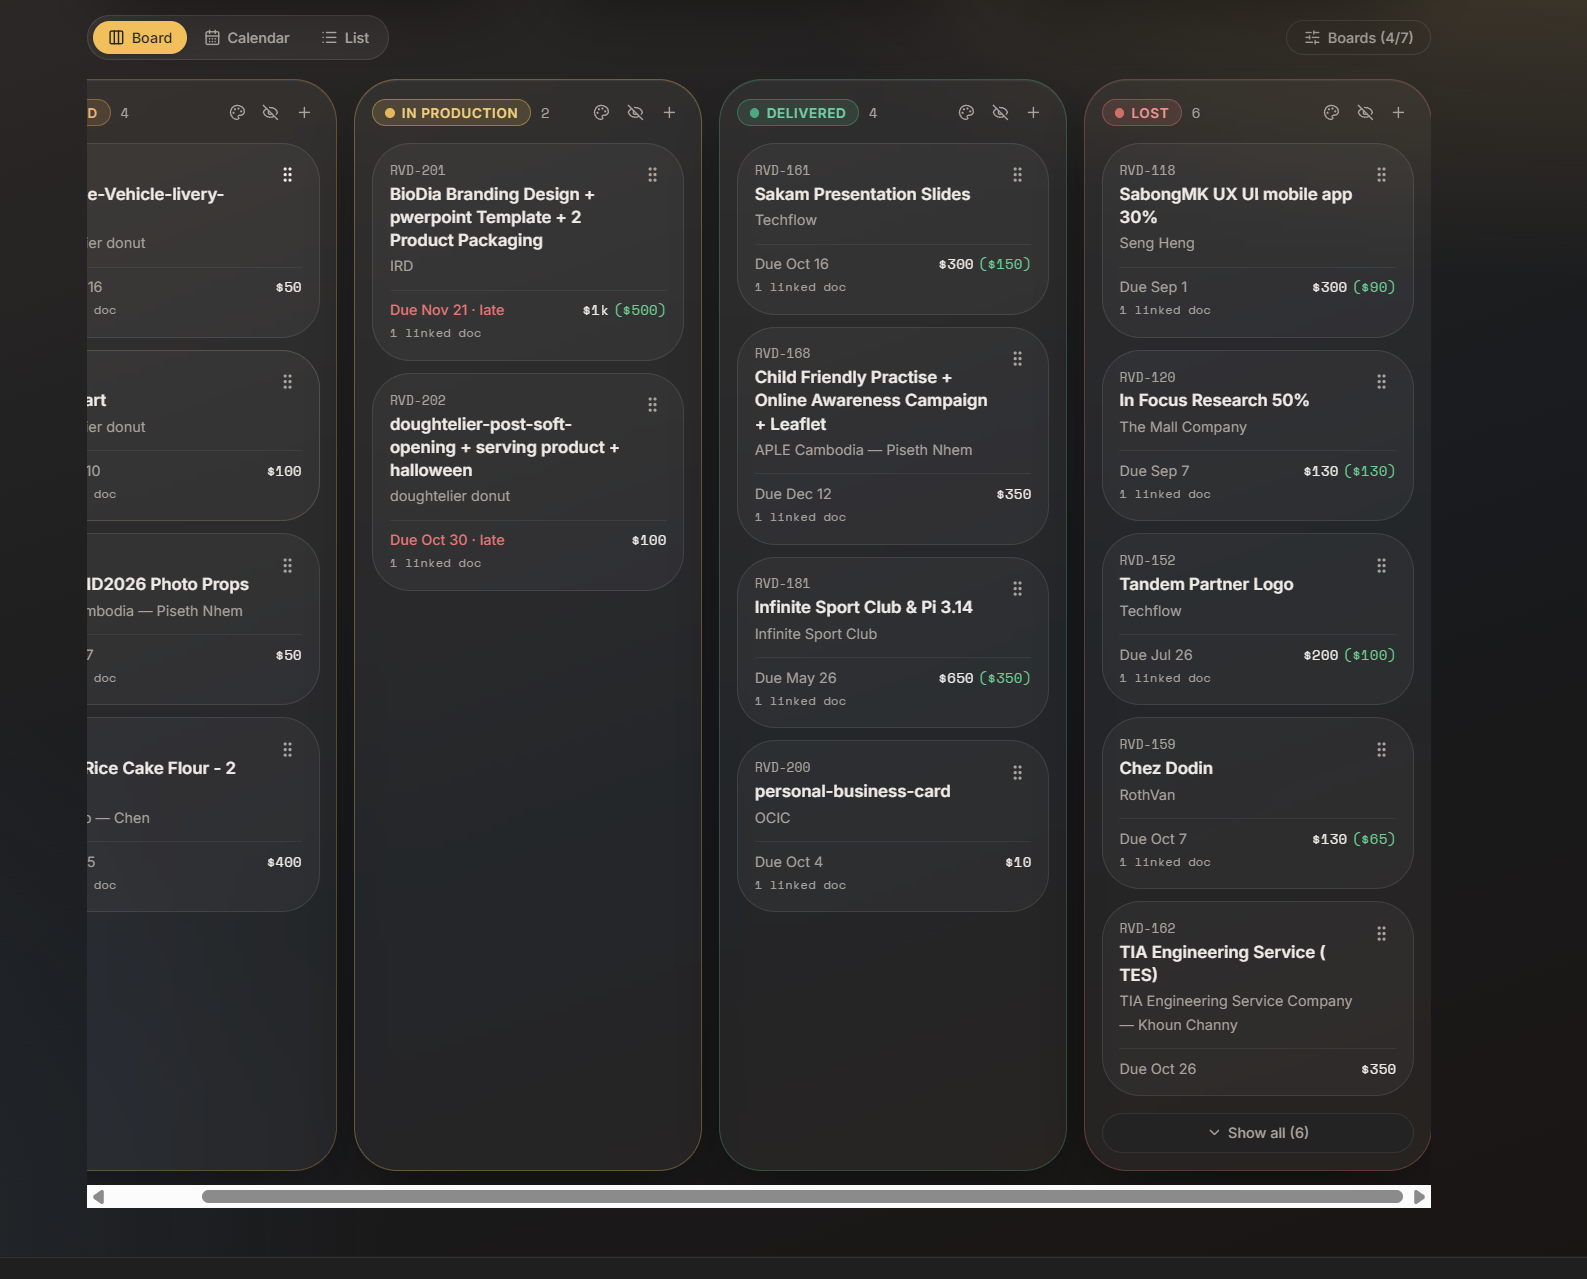 Board
Calendar
List
Boards (4/7)
D 4
e-Vehicle-livery-
ier donut
16 $50
doc
art
ier donut
10 $100
doc
ID2026 Photo Props
mbodia — Piseth Nhem
7 $50
doc
Rice Cake Flour - 2
— Chen
5 $400
doc
IN PRODUCTION 2
RVD-201
BioDia Branding Design +
pwerpoint Template + 2
Product Packaging
IRD
Due Nov 21 · late $1k ($500)
1 linked doc
RVD-202
doughtelier-post-soft-
opening + serving product +
halloween
doughtelier donut
Due Oct 30 · late $100
1 linked doc
DELIVERED 4
RVD-161
Sakam Presentation Slides
Techflow
Due Oct 16 $300 ($150)
1 linked doc
RVD-168
Child Friendly Practise +
Online Awareness Campaign
+ Leaflet
APLE Cambodia — Piseth Nhem
Due Dec 12 $350
1 linked doc
RVD-181
Infinite Sport Club & Pi 3.14
Infinite Sport Club
Due May 26 $650 ($350)
1 linked doc
RVD-200
personal-business-card
OCIC
Due Oct 4 $10
1 linked doc
LOST 6
RVD-118
SabongMK UX UI mobile app
30%
Seng Heng
Due Sep 1 $300 ($90)
1 linked doc
RVD-120
In Focus Research 50%
The Mall Company
Due Sep 7 $130 ($130)
1 linked doc
RVD-152
Tandem Partner Logo
Techflow
Due Jul 26 $200 ($100)
1 linked doc
RVD-159
Chez Dodin
RothVan
Due Oct 7 $130 ($65)
1 linked doc
RVD-162
TIA Engineering Service (
TES)
TIA Engineering Service Company
— Khoun Channy
Due Oct 26 $350
Show all (6)